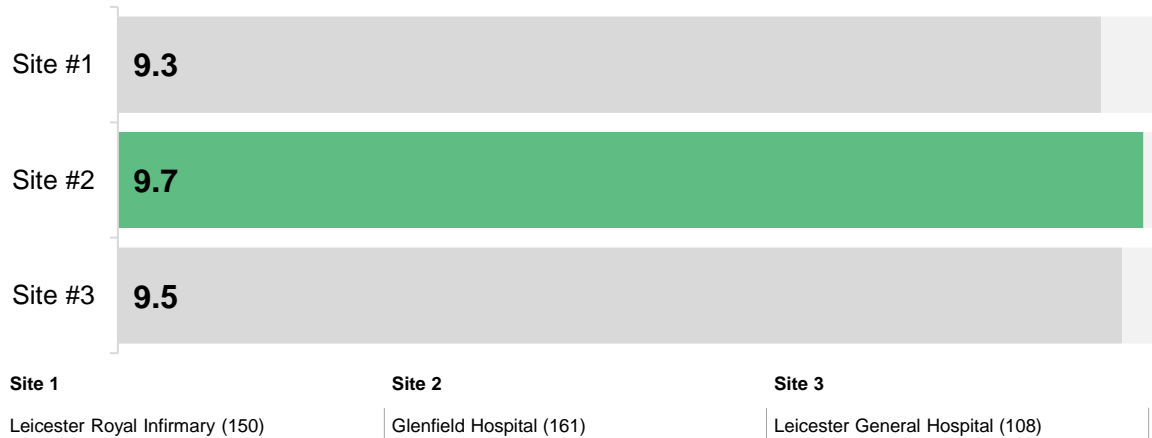 Site #1 9.3
Site #2 9.7
Site #3 9.5
Site 1 Site 2 Site 3
Leicester Royal Infirmary (150) Glenfield Hospital (161) Leicester General Hospital (108)